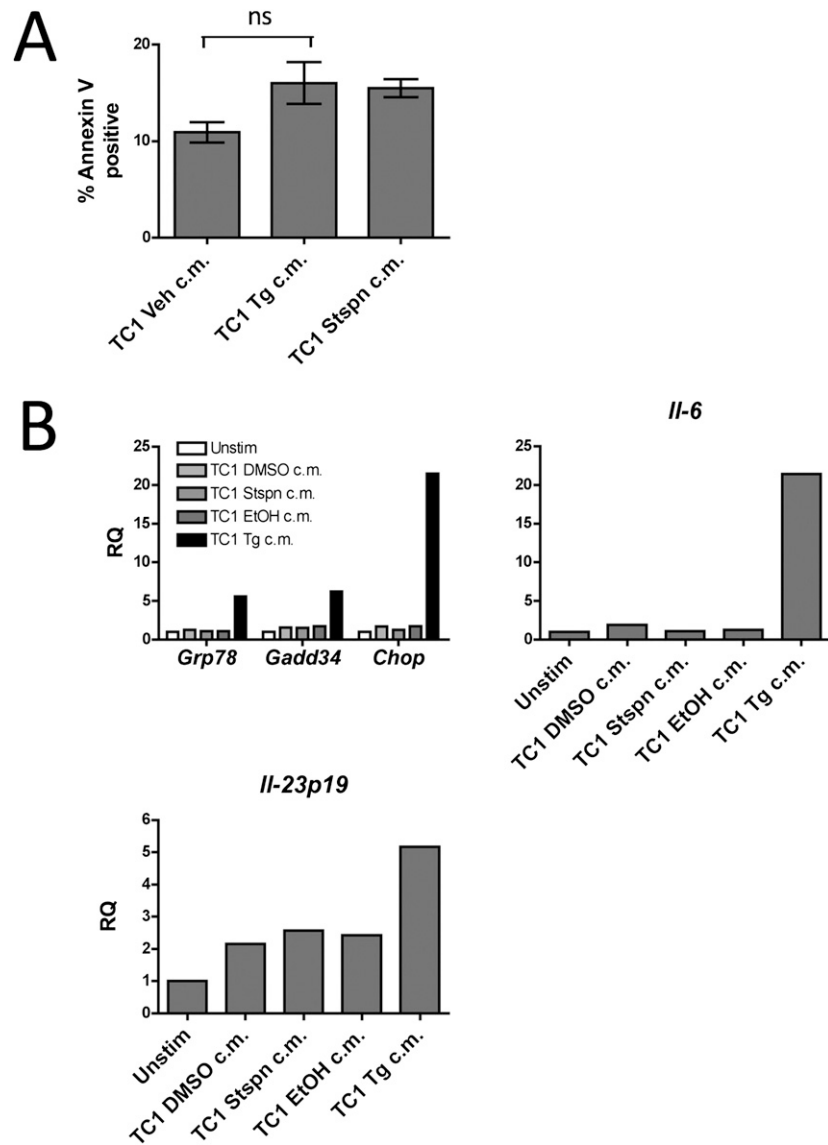 A
ns
% Annexin V
positive
20
10
0
TC1 Veh c.m.
TC1 Tg c.m.
TC1 Stspn c.m.
B
RQ
25
20
15
10
5
0
Unstim
TC1 DMSO c.m.
TC1 Stspn c.m.
TC1 EtOH c.m.
TC1 Tg c.m.
Grp78 Gadd34 Chop
Il-6
25
20
15
10
5
0
Unstim
TC1 DMSO c.m.
TC1 Stspn c.m.
TC1 EtOH c.m.
TC1 Tg c.m.
Il-23p19
RQ
6
5
4
3
2
1
0
Unstim
TC1 DMSO c.m.
TC1 Stspn c.m.
TC1 EtOH c.m.
TC1 Tg c.m.